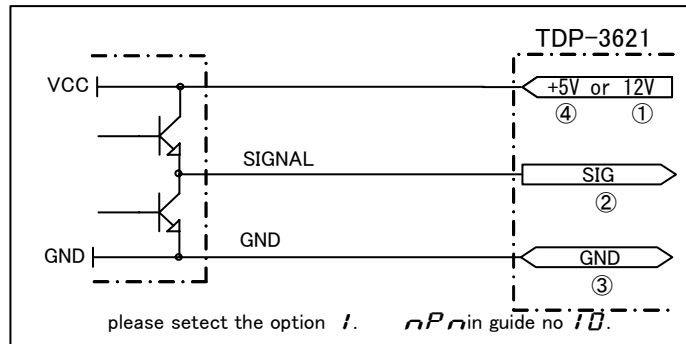 TDP-3621
VCC
+5V or 12V
④ ①
SIGNAL
SIG
②
GND
GND
GND
③
please setect the option 1. nPn in guide no 10.